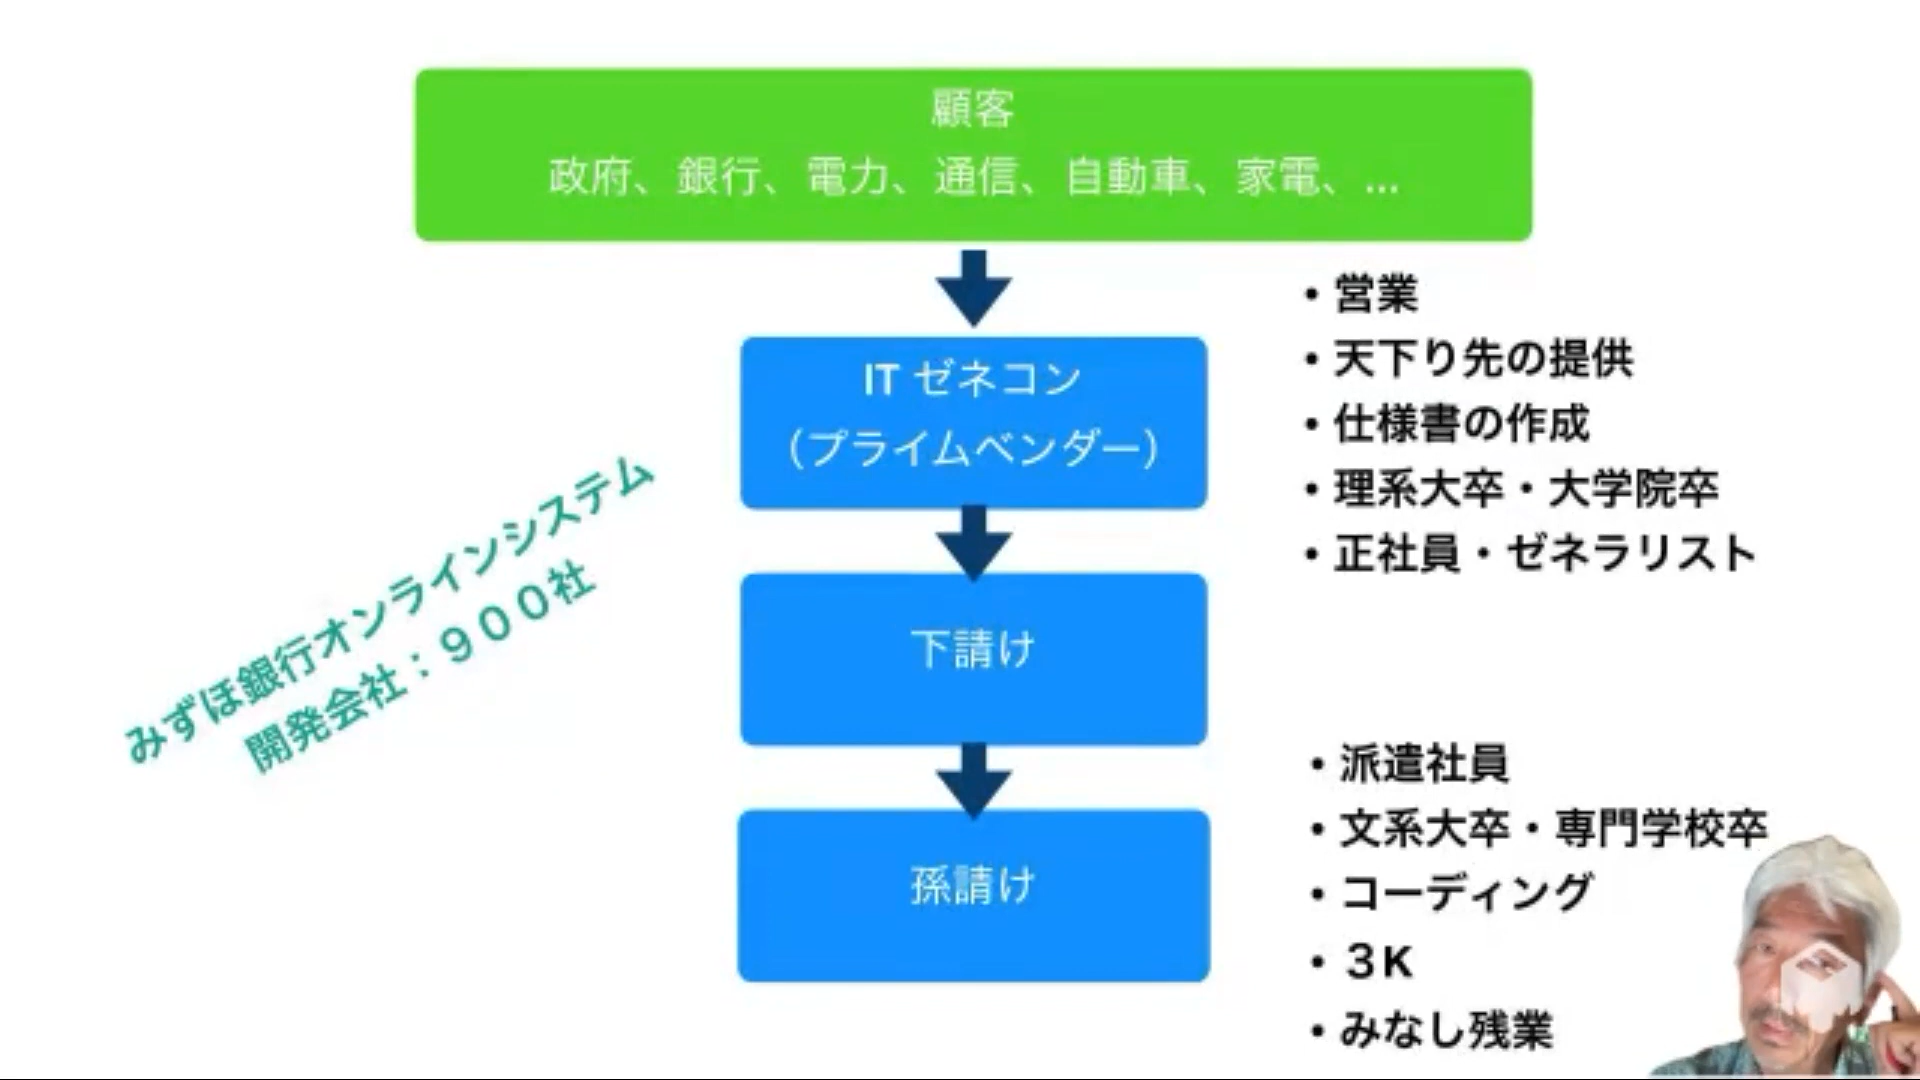 顧客
政府、銀行、電力、通信、自動車、家電、...
IT ゼネコン
（プライムベンダー）
・営業
・天下り先の提供
・仕様書の作成
・理系大卒・大学院卒
・正社員・ゼネラリスト
みずほ銀行オンラインシステム
開発会社：９００社
下請け
孫請け
・派遣社員
・文系大卒・専門学校卒
・コーディング
・３K
・みなし残業